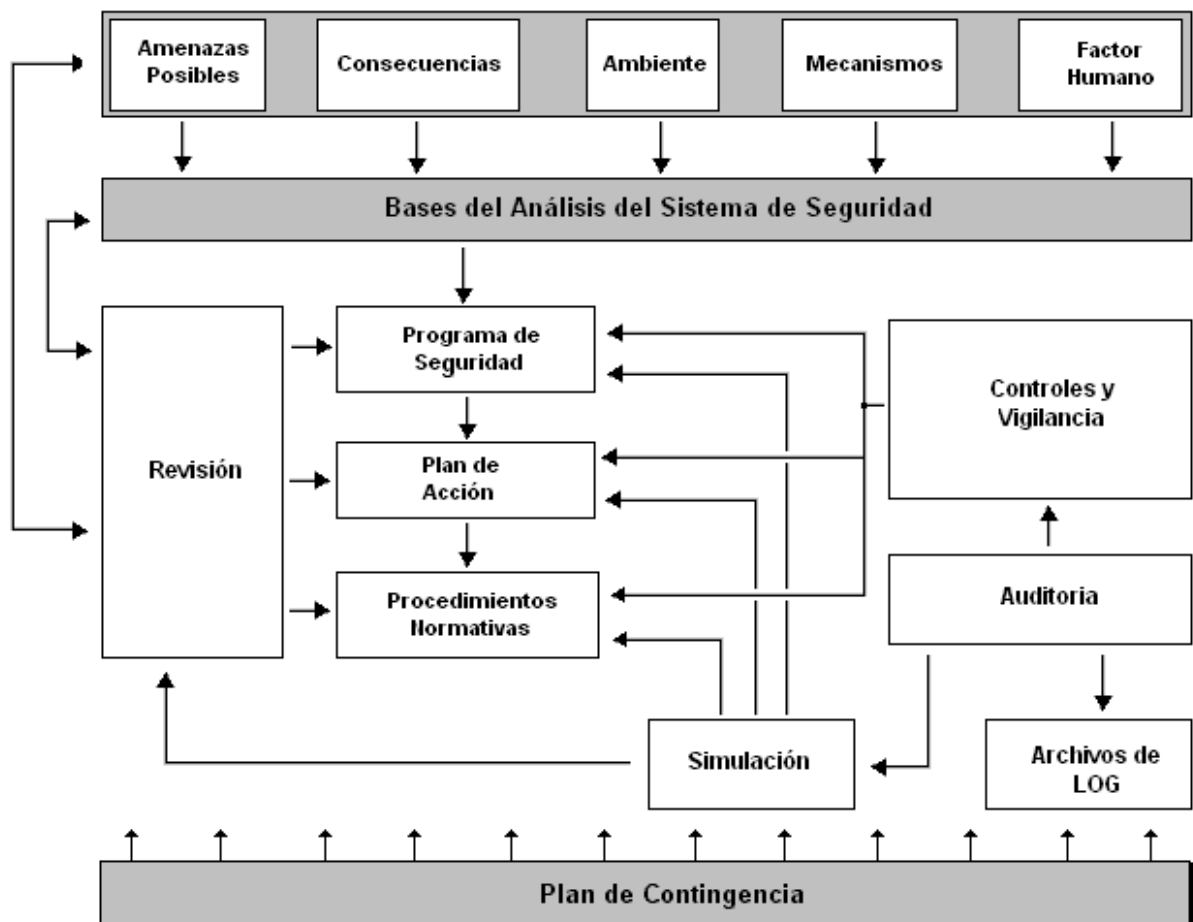 Amenazas
Posibles
Consecuencias
Ambiente
Mecanismos
Factor
Humano
Bases del Análisis del Sistema de Seguridad
Revisión
Programa de
Seguridad
Plan de
Acción
Procedimientos
Normativas
Controles y
Vigilancia
Auditoria
Simulación
Archivos de
LOG
Plan de Contingencia